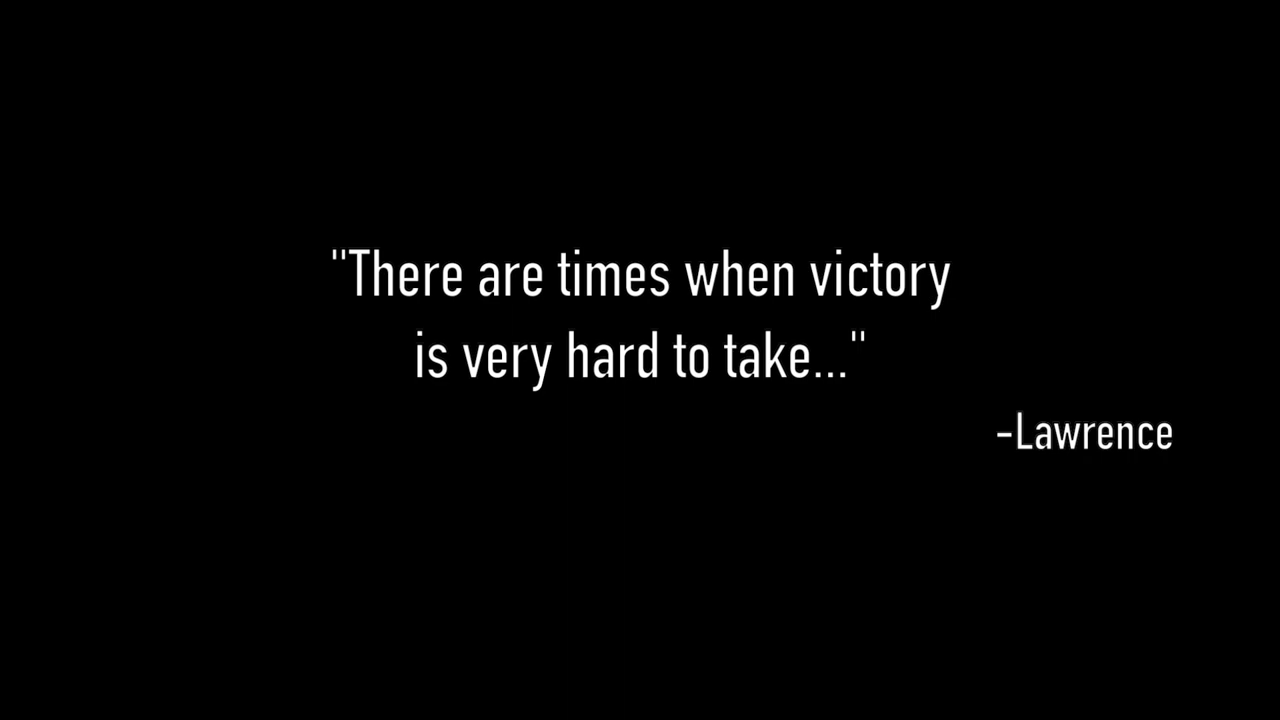 "There are times when victory
is very hard to take..."
-Lawrence